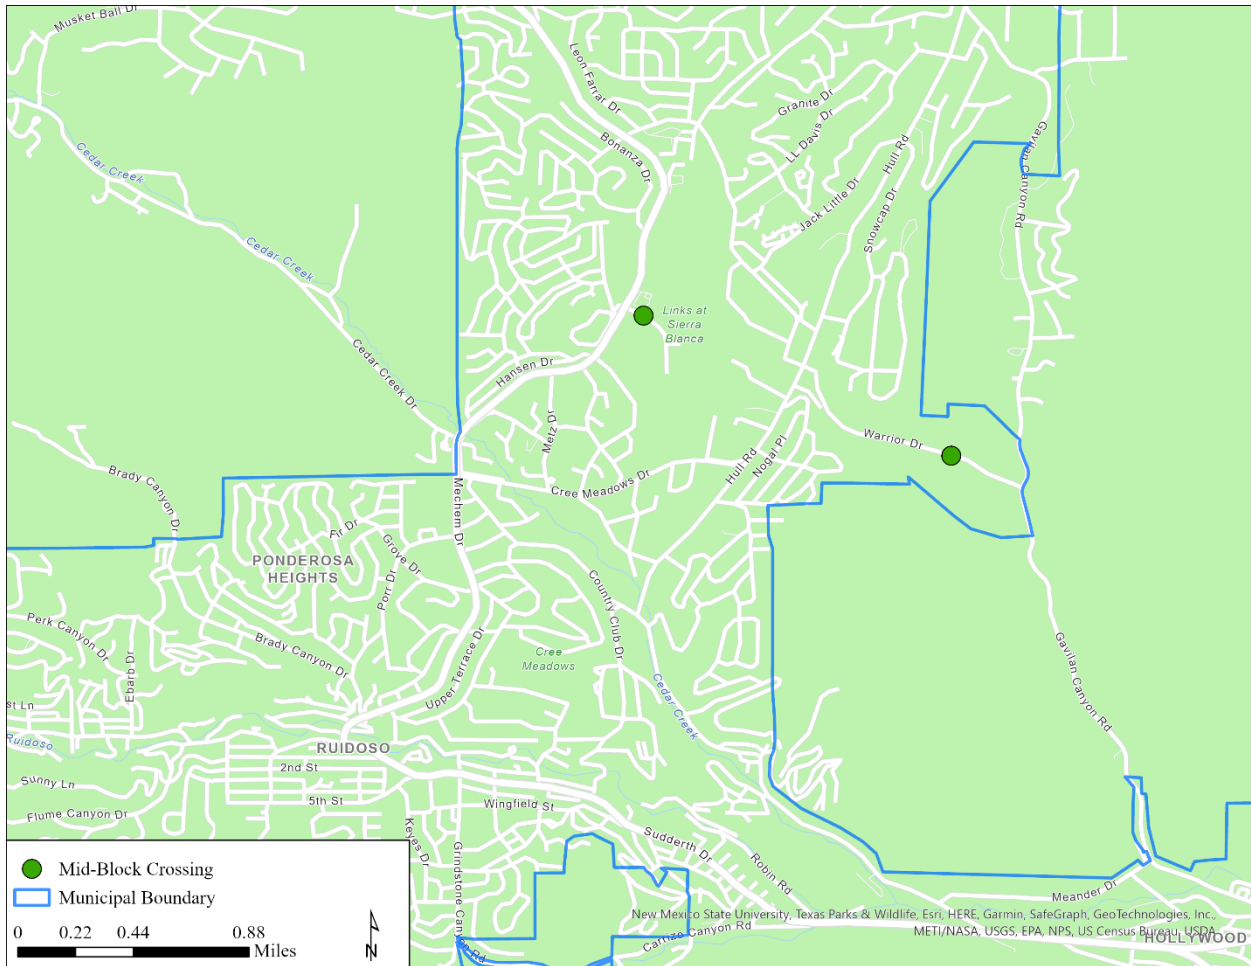 Musket Ball Dr
Leon Farrar Dr
Granite Dr
Bonanza Dr
LL Davis Dr
Hull Rd
Gavilan Canyon Rd
Cedar Creek
Jack Little Dr
Snowcap Dr
Cedar Creek
Links at
Sierra
Blanca
Cedar Creek Dr
Hansen Dr
Metz Dr
Warrior Dr
Brady Canyon Dr
Mechem Dr
Cree Meadows Dr
Hull Rd
Nogal Pl
Fir Dr
PONDEROSA
HEIGHTS
Grove Dr
Porr Dr
Country Club Dr
Perk Canyon Dr
Ebarb Dr
Brady Canyon Dr
Upper Terrace Dr
Cree
Meadows
Cedar Creek
Gavilan Canyon Rd
st Ln
Ruidoso
RUIDOSO
2nd St
Sunny Ln
5th St
Wingfield St
Flume Canyon Dr
Keyes Dr
Grindstone Canyon Rd
Sudderth Dr
Robin Rd
Meander Dr
Carrizo Canyon Rd
HOLLYWOOD
Mid-Block Crossing
Municipal Boundary
0 0.22 0.44 0.88
Miles
N
New Mexico State University, Texas Parks & Wildlife, Esri, HERE, Garmin, SafeGraph, GeoTechnologies, Inc.,
METI/NASA, USGS, EPA, NPS, US Census Bureau, USDA